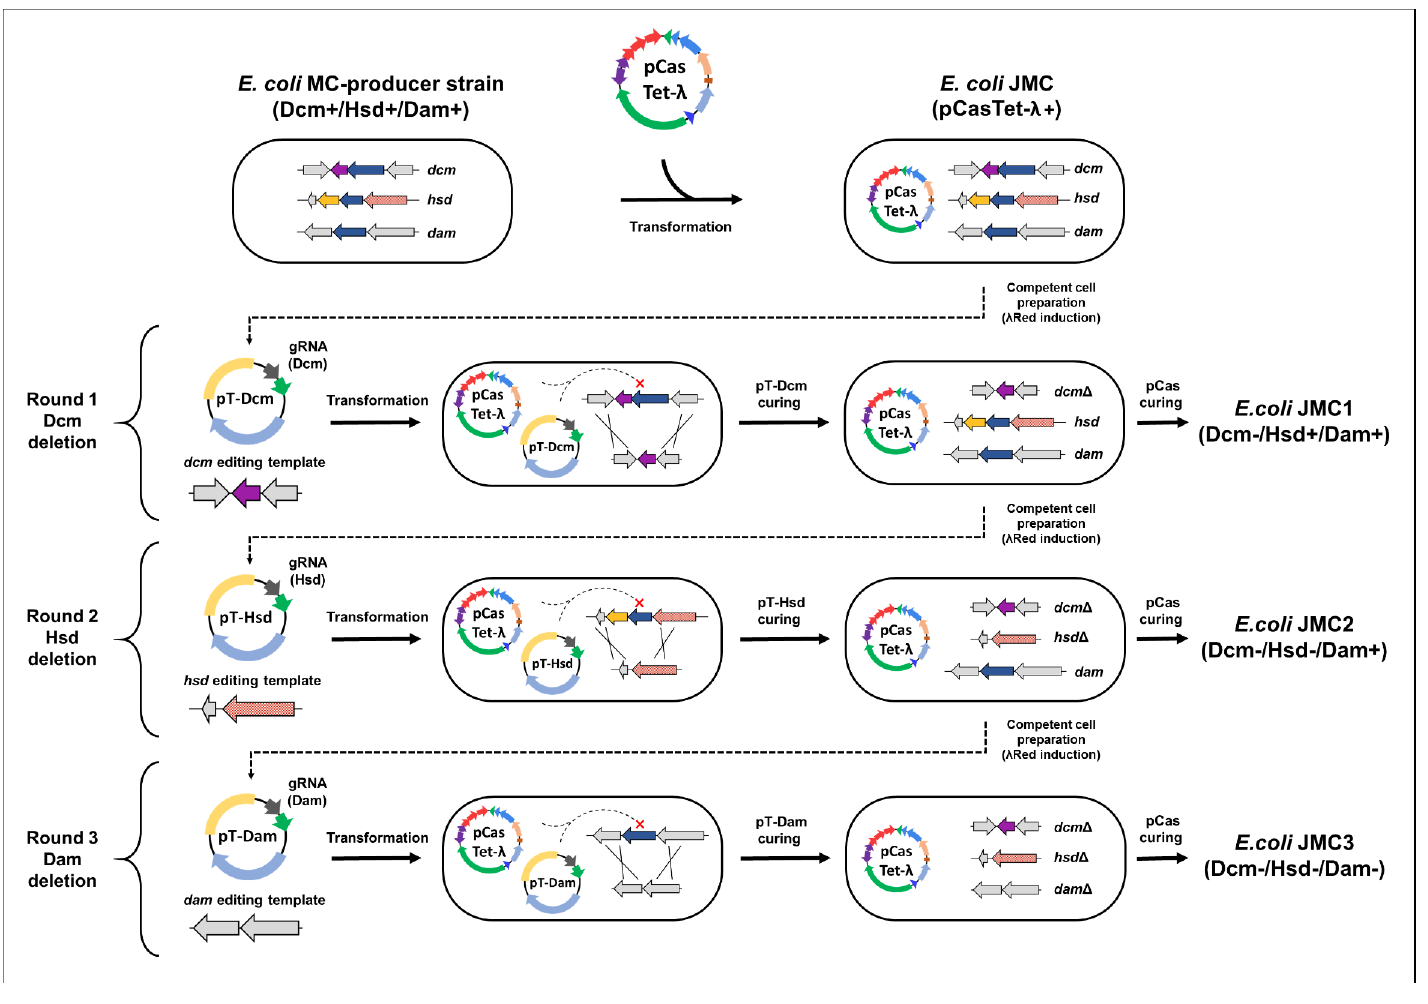 E. coli MC-producer strain
(Dcm+/Hsd+/Dam+)
pCas
Tet-λ
E. coli JMC
(pCasTet-λ+)
dcm
hsd
dam
Transformation
pCas
Tet-λ
dcm
hsd
dam
Competent cell
preparation
(λRed induction)
Round 1
Dcm
deletion
gRNA
(Dcm)
pT-Dcm
dcm editing template
Transformation
pCas
Tet-λ
pT-Dcm
pT-Dcm
curing
pCas
Tet-λ
dcmΔ
hsd
dam
pCas
curing
E.coli JMC1
(Dcm-/Hsd+/Dam+)
Competent cell
preparation
(λRed induction)
Round 2
Hsd
deletion
gRNA
(Hsd)
pT-Hsd
hsd editing template
Transformation
pCas
Tet-λ
pT-Hsd
pT-Hsd
curing
pCas
Tet-λ
dcmΔ
hsdΔ
dam
pCas
curing
E.coli JMC2
(Dcm-/Hsd-/Dam+)
Competent cell
preparation
(λRed induction)
Round 3
Dam
deletion
gRNA
(Dam)
pT-Dam
dam editing template
Transformation
pCas
Tet-λ
pT-Dam
pT-Dam
curing
pCas
Tet-λ
dcmΔ
hsdΔ
damΔ
pCas
curing
E.coli JMC3
(Dcm-/Hsd-/Dam-)